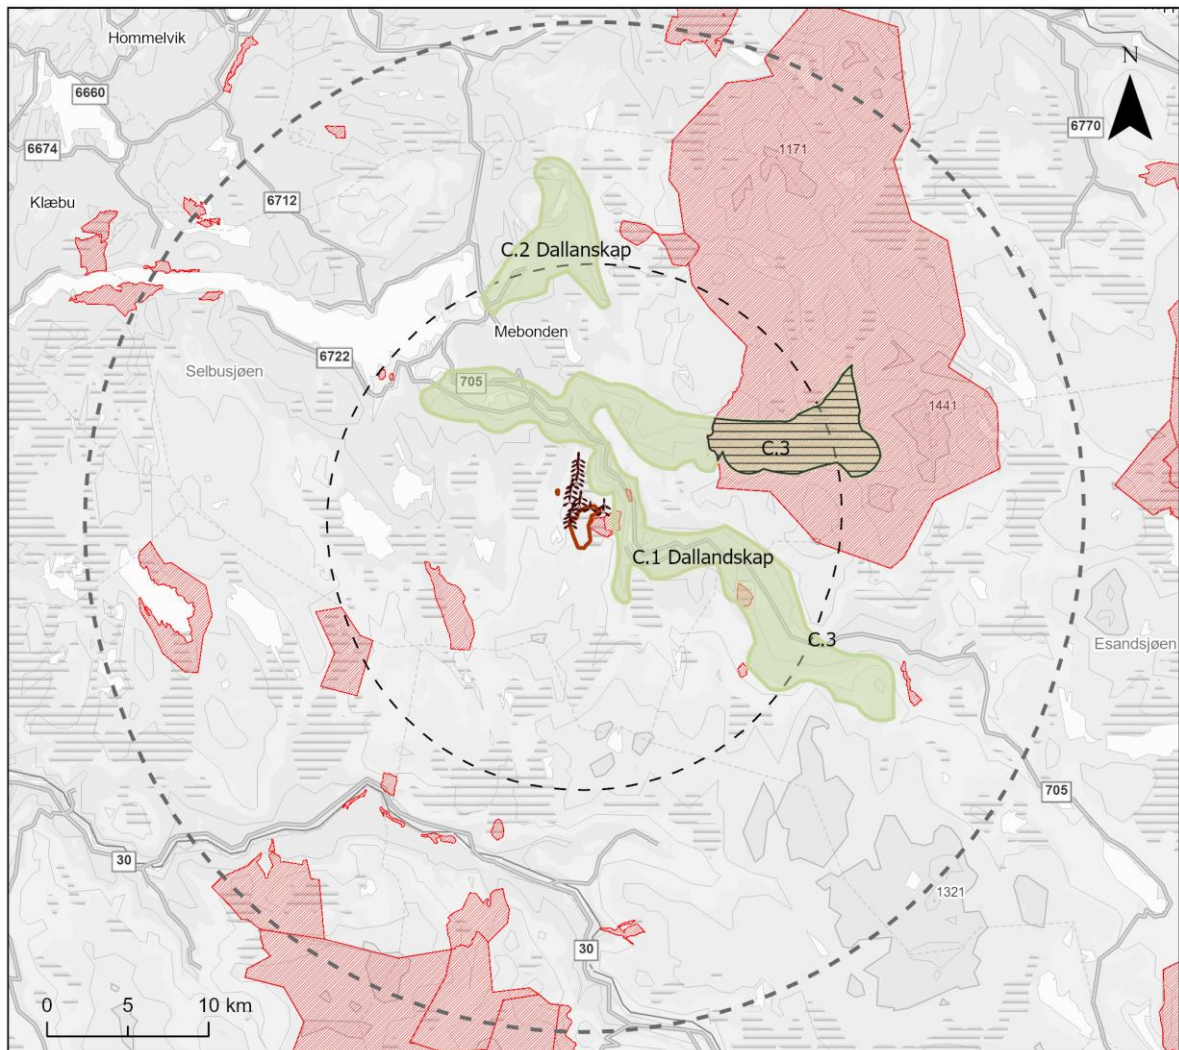 Hommelvik
N
6660
6770
6674
1171
Klæbu
6712
C.2 Dallanskap
Mebonden
6722
Selbusjøen
705
1441
C.3
C.1 Dallandskap
C.3
Esandsjøen
705
30
1321
30
0 5 10 km